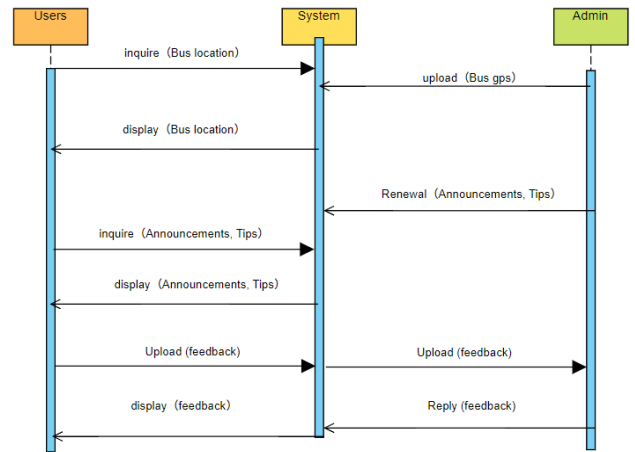 Users
System
Admin
inquire（Bus location）
upload（Bus gps）
display（Bus location）
Renewal（Announcements, Tips）
inquire（Announcements, Tips）
display（Announcements, Tips）
Upload (feedback)
Upload (feedback)
display（feedback）
Reply (feedback)